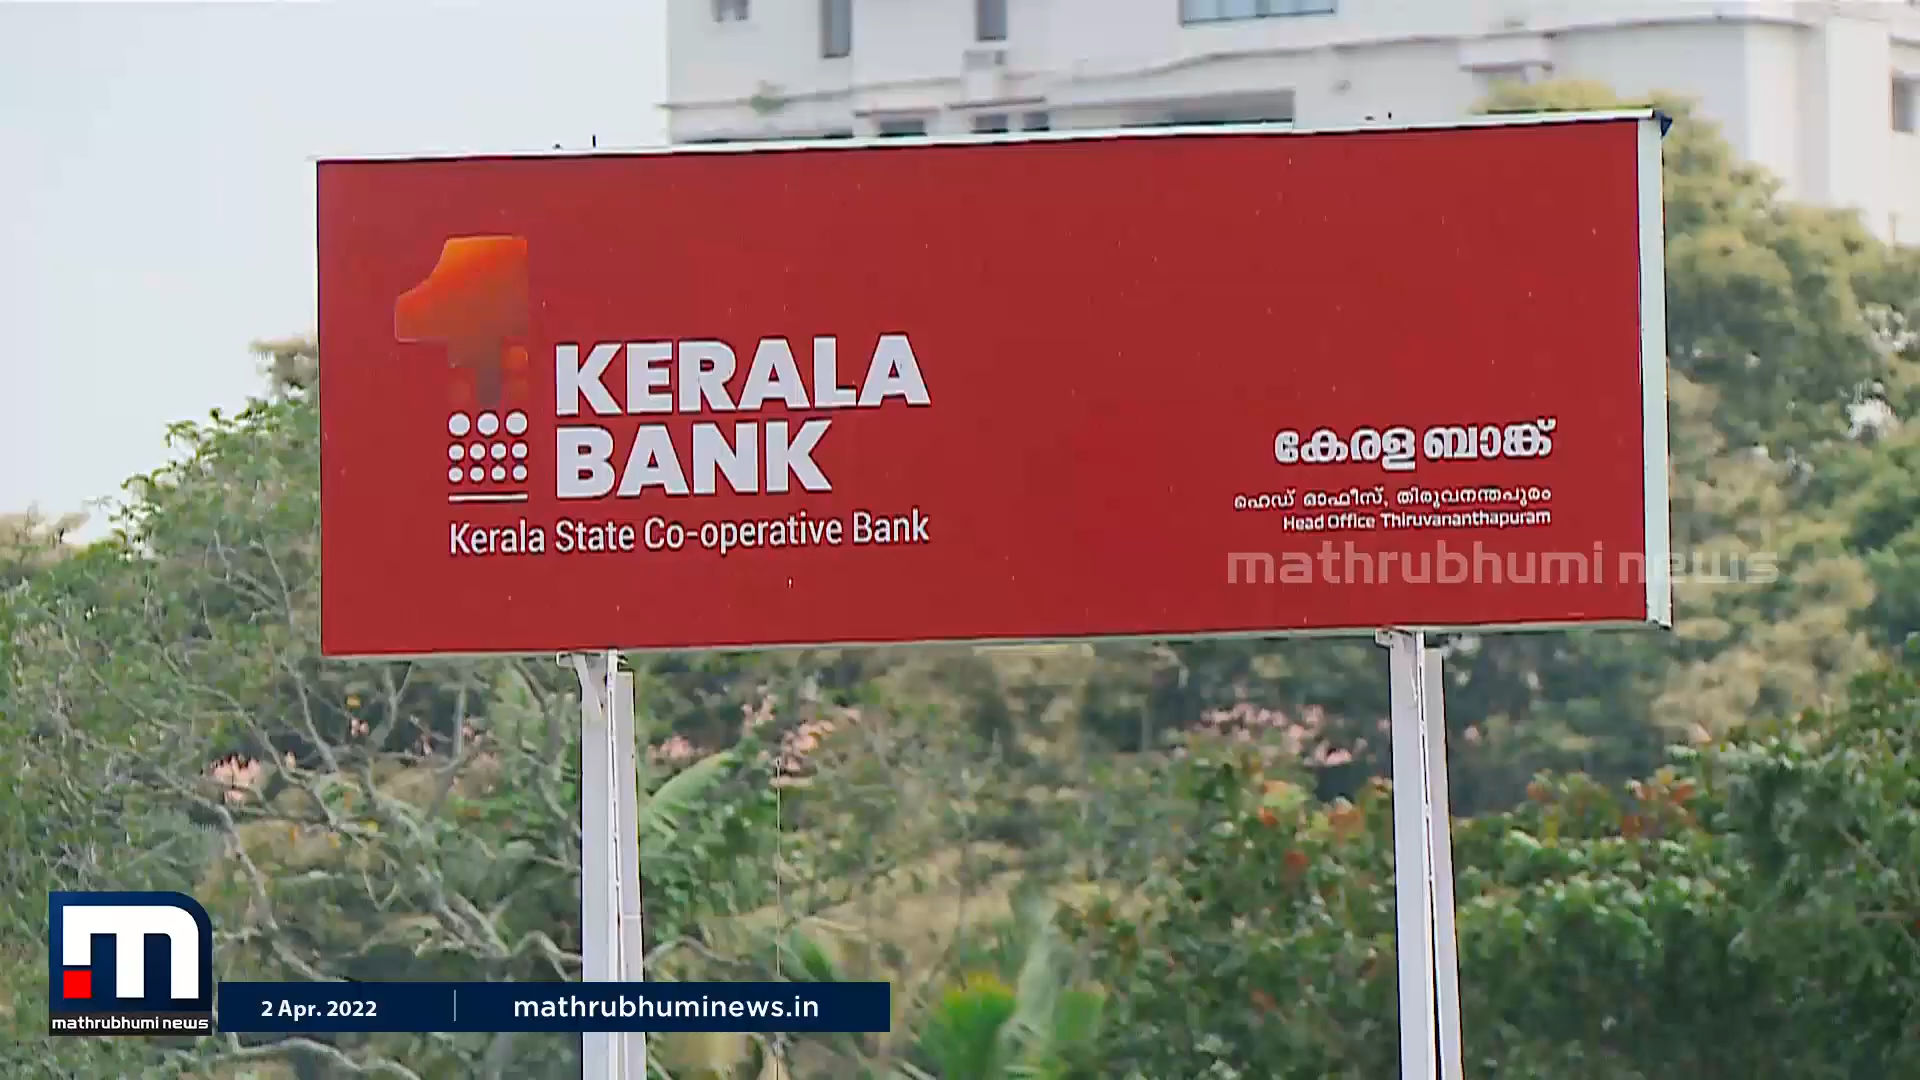 KERALA
BANK
Kerala State Co-operative Bank
കേരള ബാങ്ക്
ഹെഡ് ഓഫീസ്, തിരുവനന്തപുരം
Head Office Thiruvananthapuram
mathrubhumi news
mathrubhumi news
2 Apr. 2022
mathrubhuminews.in